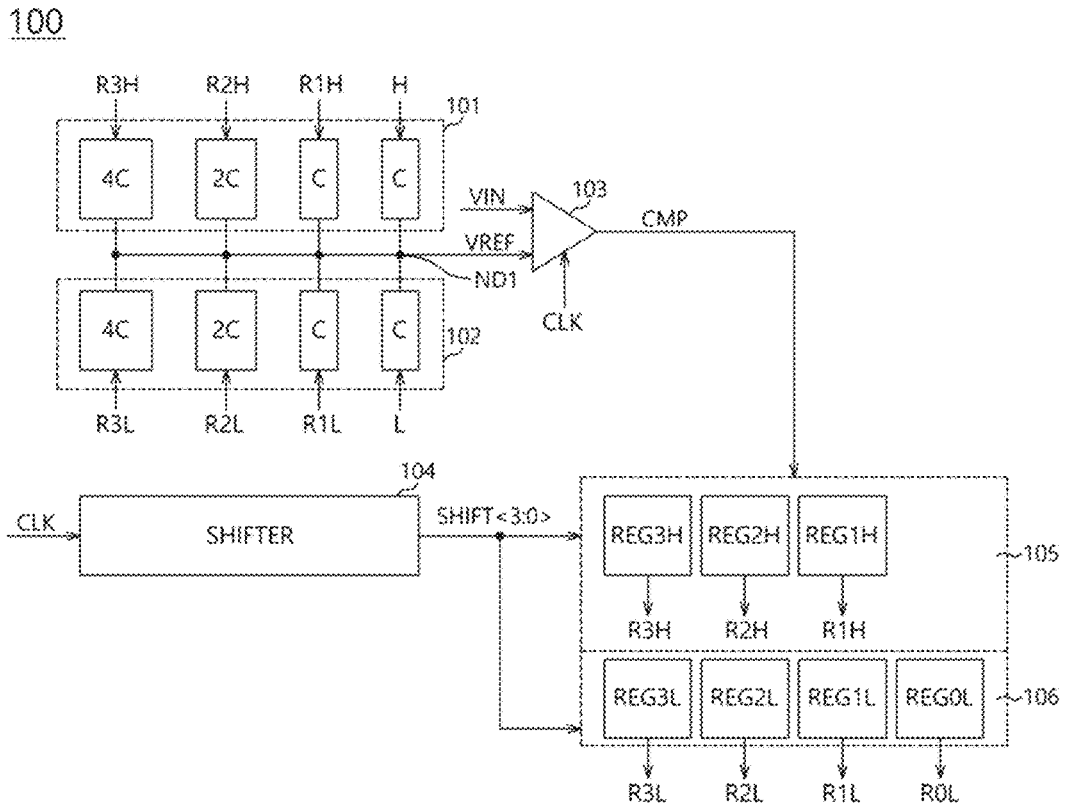 100
R3H R2H R1H H
101
4C 2C C C
103
VIN
CMP
VREF
ND1
CLK
4C 2C C C
102
R3L R2L R1L L
104
CLK
SHIFTER
SHIFT<3:0>
REG3H REG2H REG1H
105
R3H R2H R1H
REG3L REG2L REG1L REG0L
106
R3L R2L R1L R0L